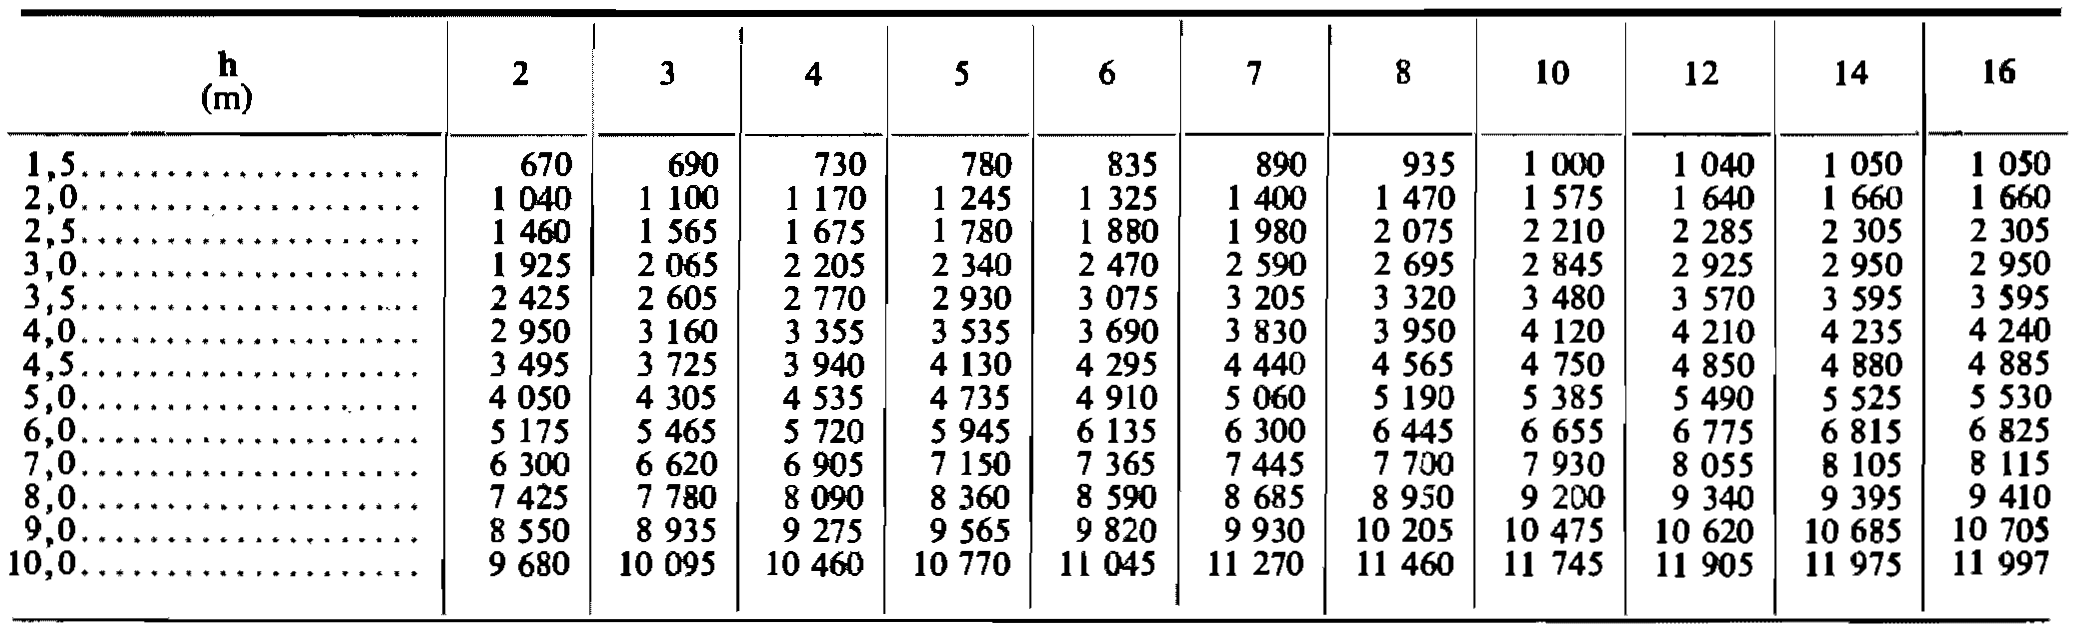 h 2 3 4 5 6 7 8 10 12 14 16
(m)
1,5.................... 670 690 730 780 835 890 935 1 000 1 040 1 050 1 050
2,0.................... 1 040 1 100 1 170 1 245 1 325 1 400 1 470 1 575 1 640 1 660 1 660
2,5.................... 1 460 1 565 1 675 1 780 1 880 1 980 2 075 2 210 2 285 2 305 2 305
3,0.................... 1 925 2 065 2 205 2 340 2 470 2 590 2 695 2 845 2 925 2 950 2 950
3,5.................... 2 425 2 605 2 770 2 930 3 075 3 205 3 320 3 480 3 570 3 595 3 595
4,0.................... 2 950 3 160 3 355 3 535 3 690 3 830 3 950 4 120 4 210 4 235 4 240
4,5.................... 3 495 3 725 3 940 4 130 4 295 4 440 4 565 4 750 4 850 4 880 4 885
5,0.................... 4 050 4 305 4 535 4 735 4 910 5 060 5 190 5 385 5 490 5 525 5 530
6,0.................... 5 175 5 465 5 720 5 945 6 135 6 300 6 445 6 655 6 775 6 815 6 825
7,0.................... 6 300 6 620 6 905 7 150 7 365 7 445 7 700 7 930 8 055 8 105 8 115
8,0.................... 7 425 7 780 8 090 8 360 8 590 8 685 8 950 9 200 9 340 9 395 9 410
9,0.................... 8 550 8 935 9 275 9 565 9 820 9 930 10 205 10 475 10 620 10 685 10 705
10,0.................... 9 680 10 095 10 460 10 770 11 045 11 270 11 460 11 745 11 905 11 975 11 997